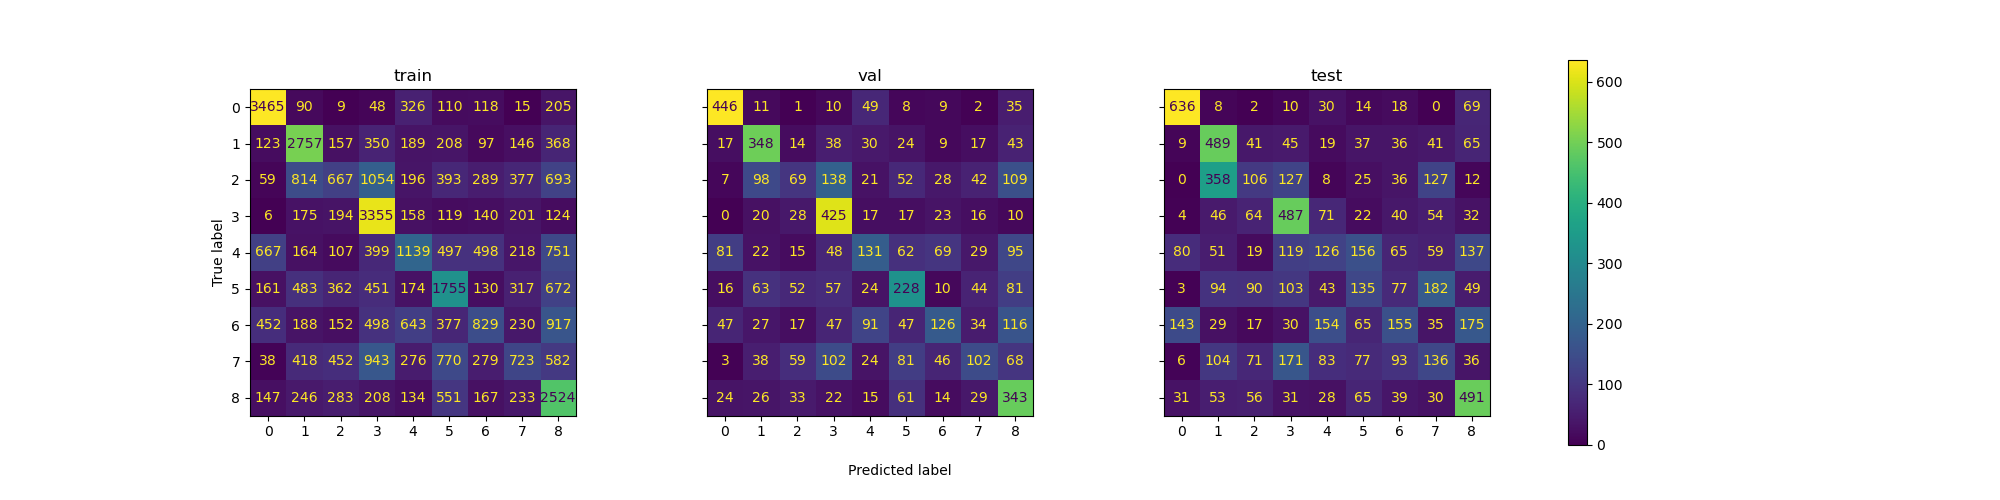 train
val
test
0 3465 90 9 48 326 110 118 15 205
1 123 2757 157 350 189 208 97 146 368
2 59 814 667 1054 196 393 289 377 693
3 6 175 194 3355 158 119 140 201 124
4 667 164 107 399 1139 497 498 218 751
5 161 483 362 451 174 1755 130 317 672
6 452 188 152 498 643 377 829 230 917
7 38 418 452 943 276 770 279 723 582
8 147 246 283 208 134 551 167 233 2524
0 1 2 3 4 5 6 7 8
True label
446 11 1 10 49 8 9 2 35
17 348 14 38 30 24 9 17 43
7 98 69 138 21 52 28 42 109
0 20 28 425 17 17 23 16 10
81 22 15 48 131 62 69 29 95
16 63 52 57 24 228 10 44 81
47 27 17 47 91 47 126 34 116
3 38 59 102 24 81 46 102 68
24 26 33 22 15 61 14 29 343
0 1 2 3 4 5 6 7 8
Predicted label
636 8 2 10 30 14 18 0 69
9 489 41 45 19 37 36 41 65
0 358 106 127 8 25 36 127 12
4 46 64 487 71 22 40 54 32
80 51 19 119 126 156 65 59 137
3 94 90 103 43 135 77 182 49
143 29 17 30 154 65 155 35 175
6 104 71 171 83 77 93 136 36
31 53 56 31 28 65 39 30 491
0 1 2 3 4 5 6 7 8
600
500
400
300
200
100
0